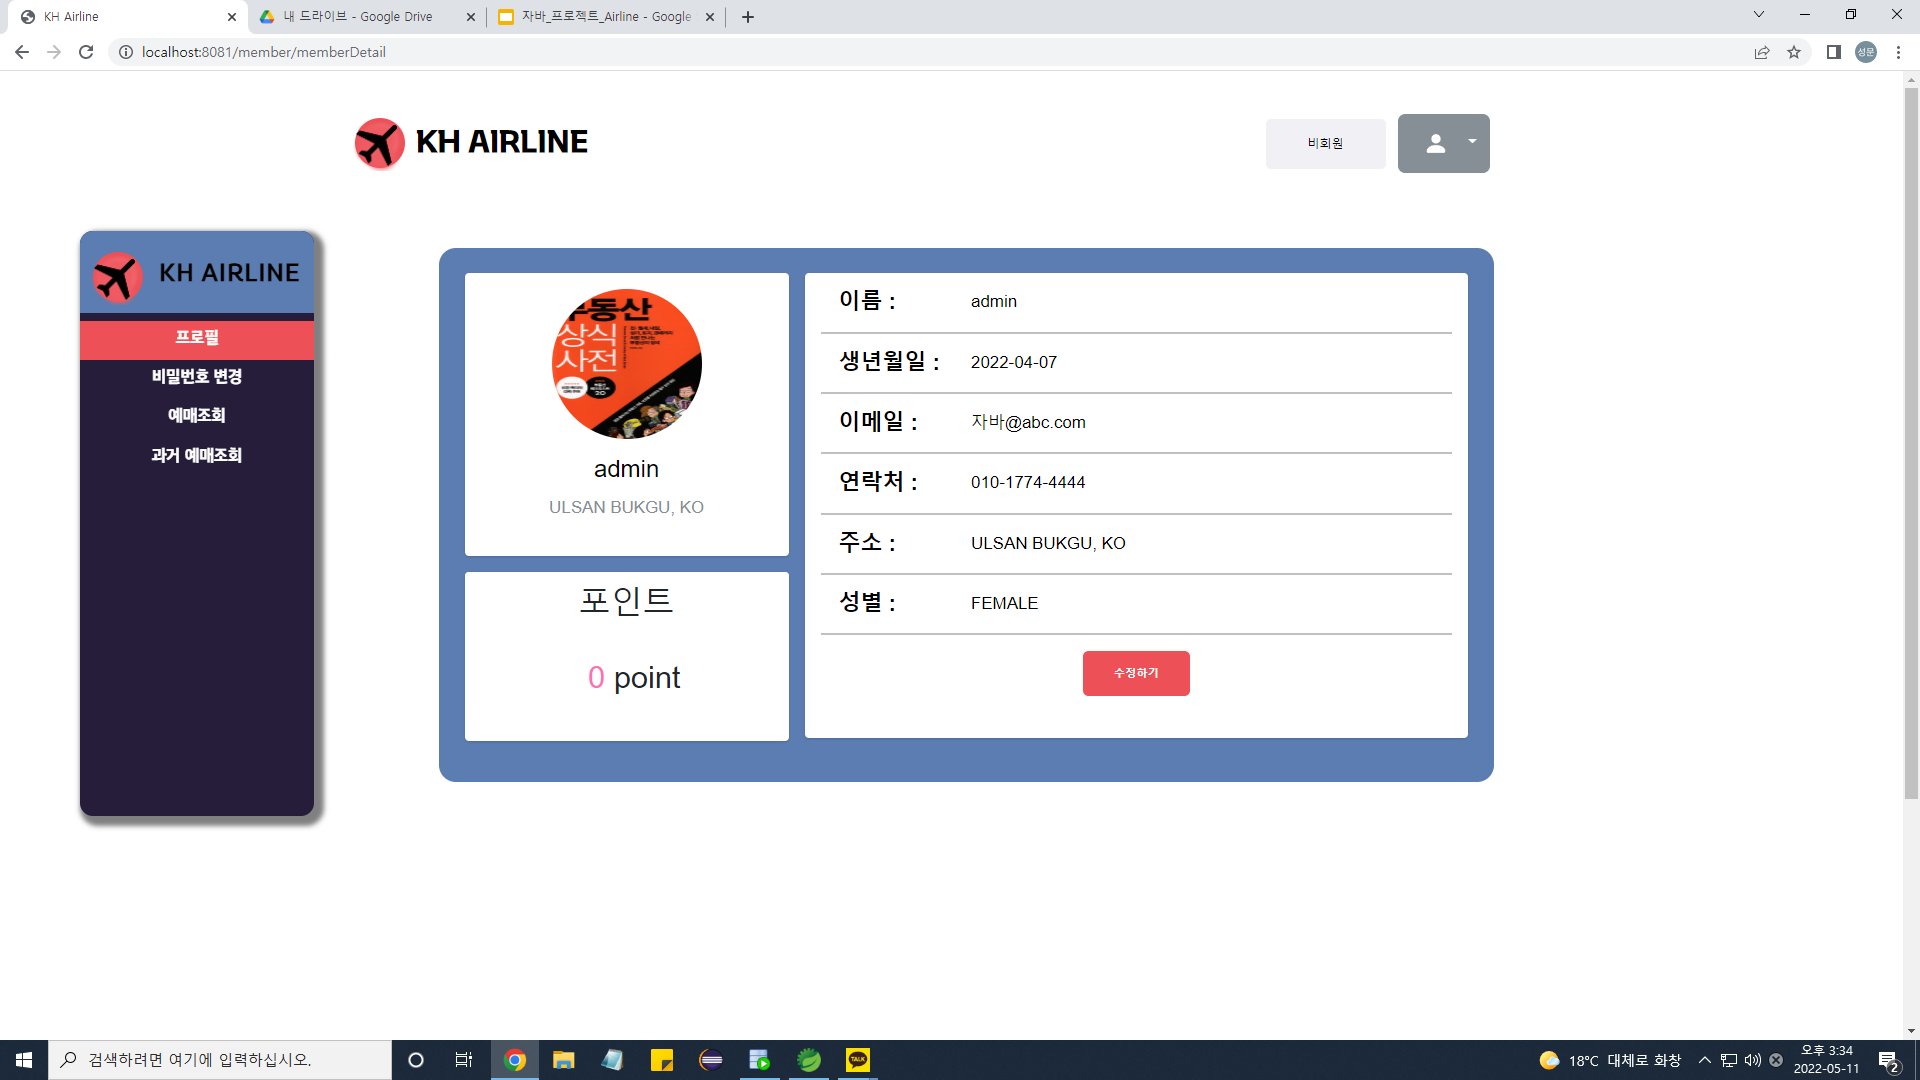 KH Airline
내 드라이브 - Google Drive
자바_프로젝트_Airline - Google
localhost:8081/member/memberDetail
성문
KH AIRLINE
비회원
KH AIRLINE
프로필
비밀번호 변경
예매조회
과거 예매조회
부동산
상식
사전
admin
ULSAN BUKGU, KO
포인트
0 point
이름 : admin
생년월일 : 2022-04-07
이메일 : 자바@abc.com
연락처 : 010-1774-4444
주소 : ULSAN BUKGU, KO
성별 : FEMALE
수정하기
검색하려면 여기에 입력하십시오.
TALK
18°C 대체로 화창
오후 3:34
2022-05-11
2